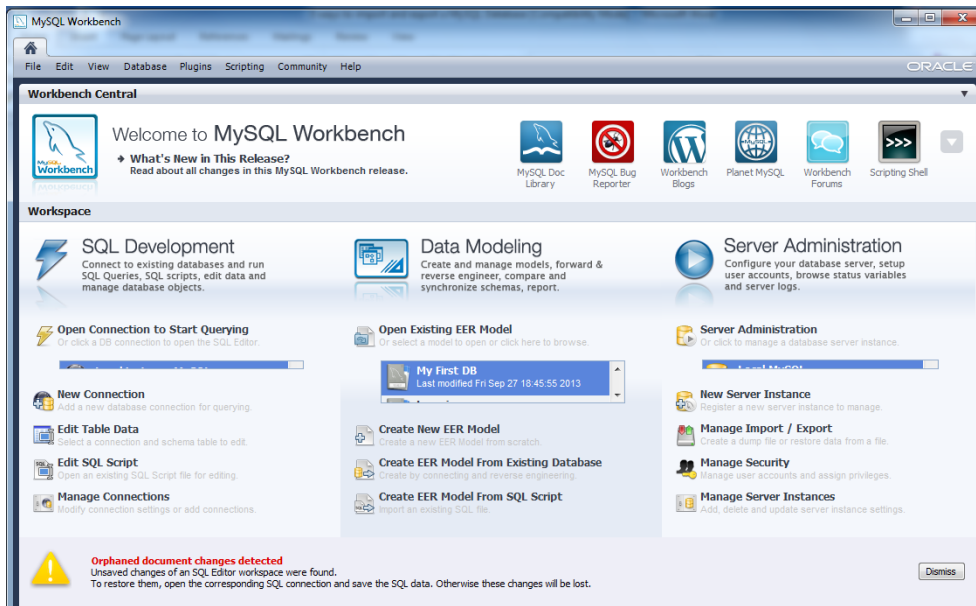 MySQL Workbench
File Edit View Database Plugins Scripting Community Help
ORACLE
Workbench Central
MySQL
Workbench
Welcome to MySQL Workbench
What's New in This Release?
Read about all changes in this MySQL Workbench release.
MySQL Doc
Library
MySQL Bug
Reporter
Workbench
Blogs
MySQL
Planet MySQL
Workbench
Forums
>>>
Scripting Shell
Workspace
SQL Development
Connect to existing databases and run
SQL Queries, SQL scripts, edit data and
manage database objects.
Open Connection to Start Querying
Or click a DB connection to open the SQL Editor.
New Connection
Add a new database connection for querying.
Edit Table Data
Select a connection and schema table to edit.
Edit SQL Script
Open an existing SQL Script file for editing.
Manage Connections
Modify connection settings or add connections.
Data Modeling
Create and manage models, forward &
reverse engineer, compare and
synchronize schemas, report.
Open Existing EER Model
Or select a model to open or click here to browse.
My First DB
Last modified Fri Sep 27 18:45:55 2013
Create New EER Model
Create a new EER Model from scratch.
Create EER Model From Existing Database
Create by connecting and reverse engineering.
Create EER Model From SQL Script
Import an existing SQL file.
Server Administration
Configure your database server, setup
user accounts, browse status variables
and server logs.
Server Administration
Or click to manage a database server instance.
New Server Instance
Register a new server instance to manage.
Manage Import / Export
Create a dump file or restore data from a file.
Manage Security
Manage user accounts and assign privileges.
Manage Server Instances
Add, delete and update server instance settings.
Orphaned document changes detected
Unsaved changes of an SQL Editor workspace were found.
To restore them, open the corresponding SQL connection and save the SQL data. Otherwise these changes will be lost.
Dismiss